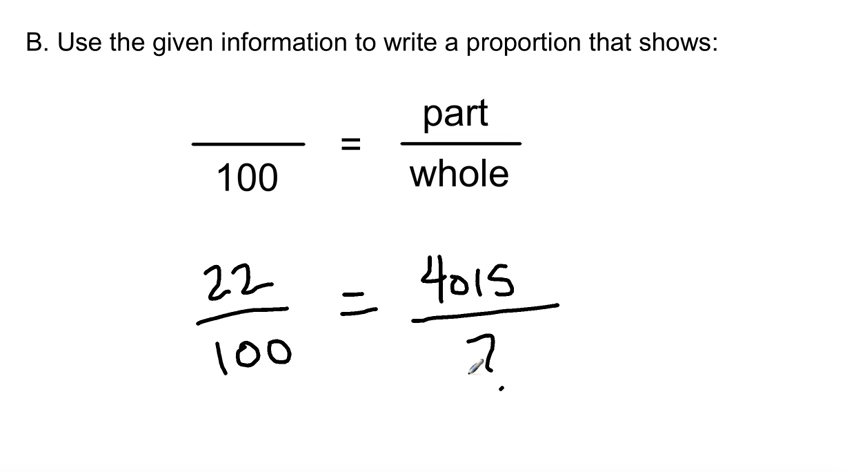 B. Use the given information to write a proportion that shows:
part
=
100 whole
22 = 4015
100 ?